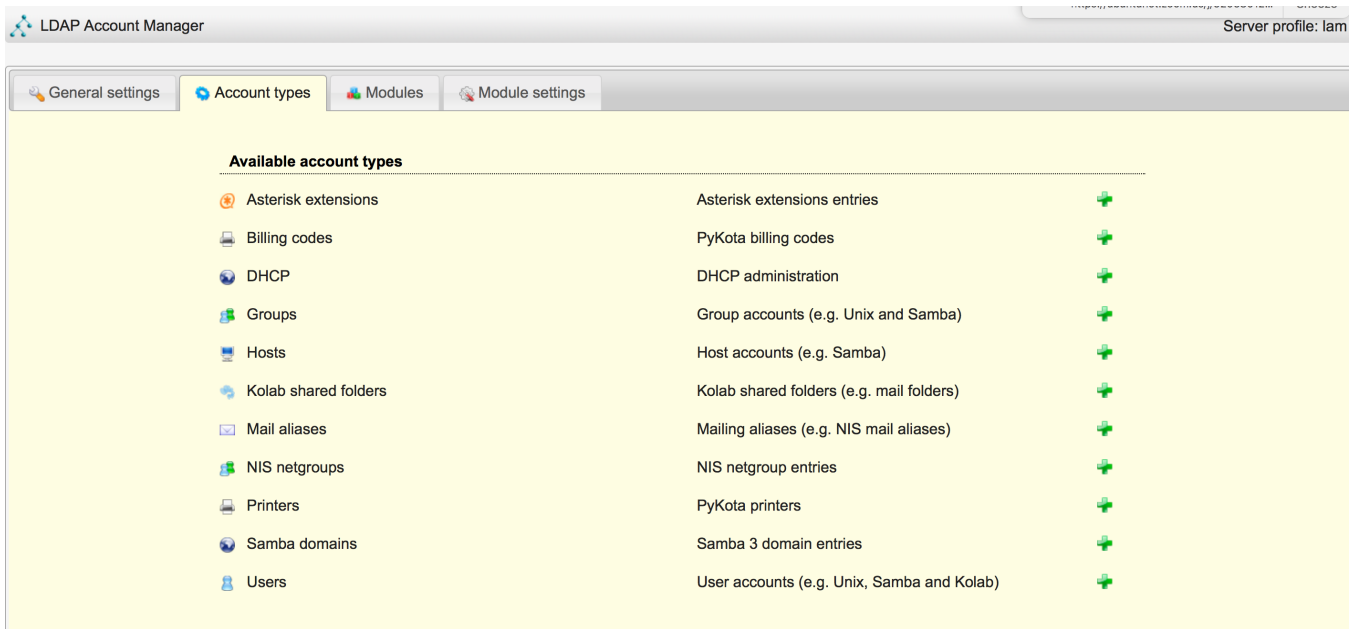 LDAP Account Manager
Server profile: lam
General settings
Account types
Modules
Module settings
Available account types
Asterisk extensions Asterisk extensions entries
Billing codes PyKota billing codes
DHCP DHCP administration
Groups Group accounts (e.g. Unix and Samba)
Hosts Host accounts (e.g. Samba)
Kolab shared folders Kolab shared folders (e.g. mail folders)
Mail aliases Mailing aliases (e.g. NIS mail aliases)
NIS netgroups NIS netgroup entries
Printers PyKota printers
Samba domains Samba 3 domain entries
Users User accounts (e.g. Unix, Samba and Kolab)